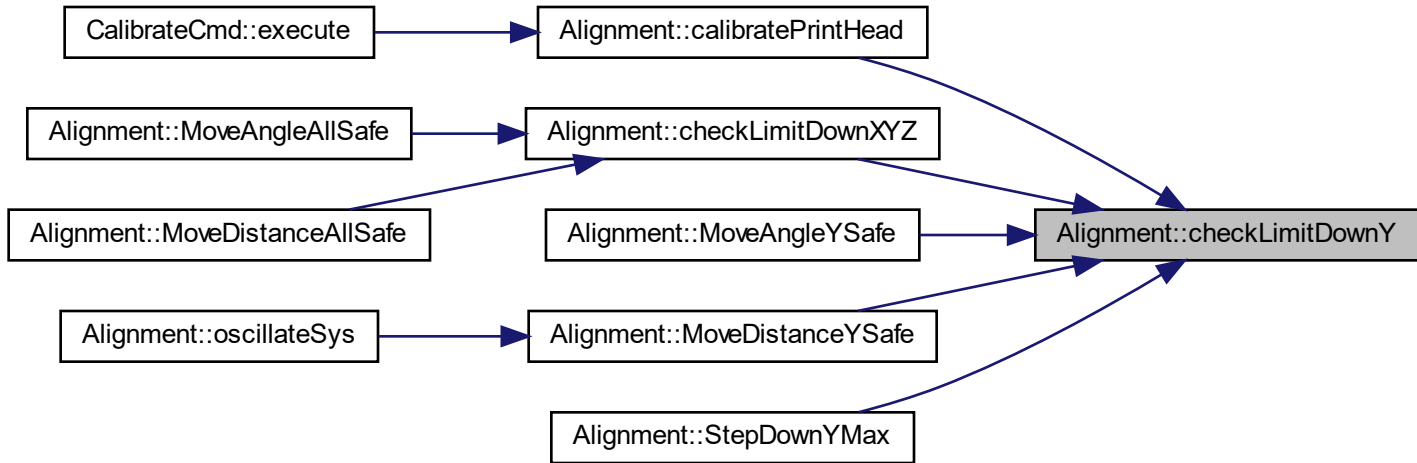 CalibrateCmd::execute
Alignment::calibratePrintHead
Alignment::MoveAngleAllSafe
Alignment::checkLimitDownXYZ
Alignment::MoveDistanceAllSafe
Alignment::MoveAngleYSafe
Alignment::checkLimitDownY
Alignment::oscillateSys
Alignment::MoveDistanceYSafe
Alignment::StepDownYMax